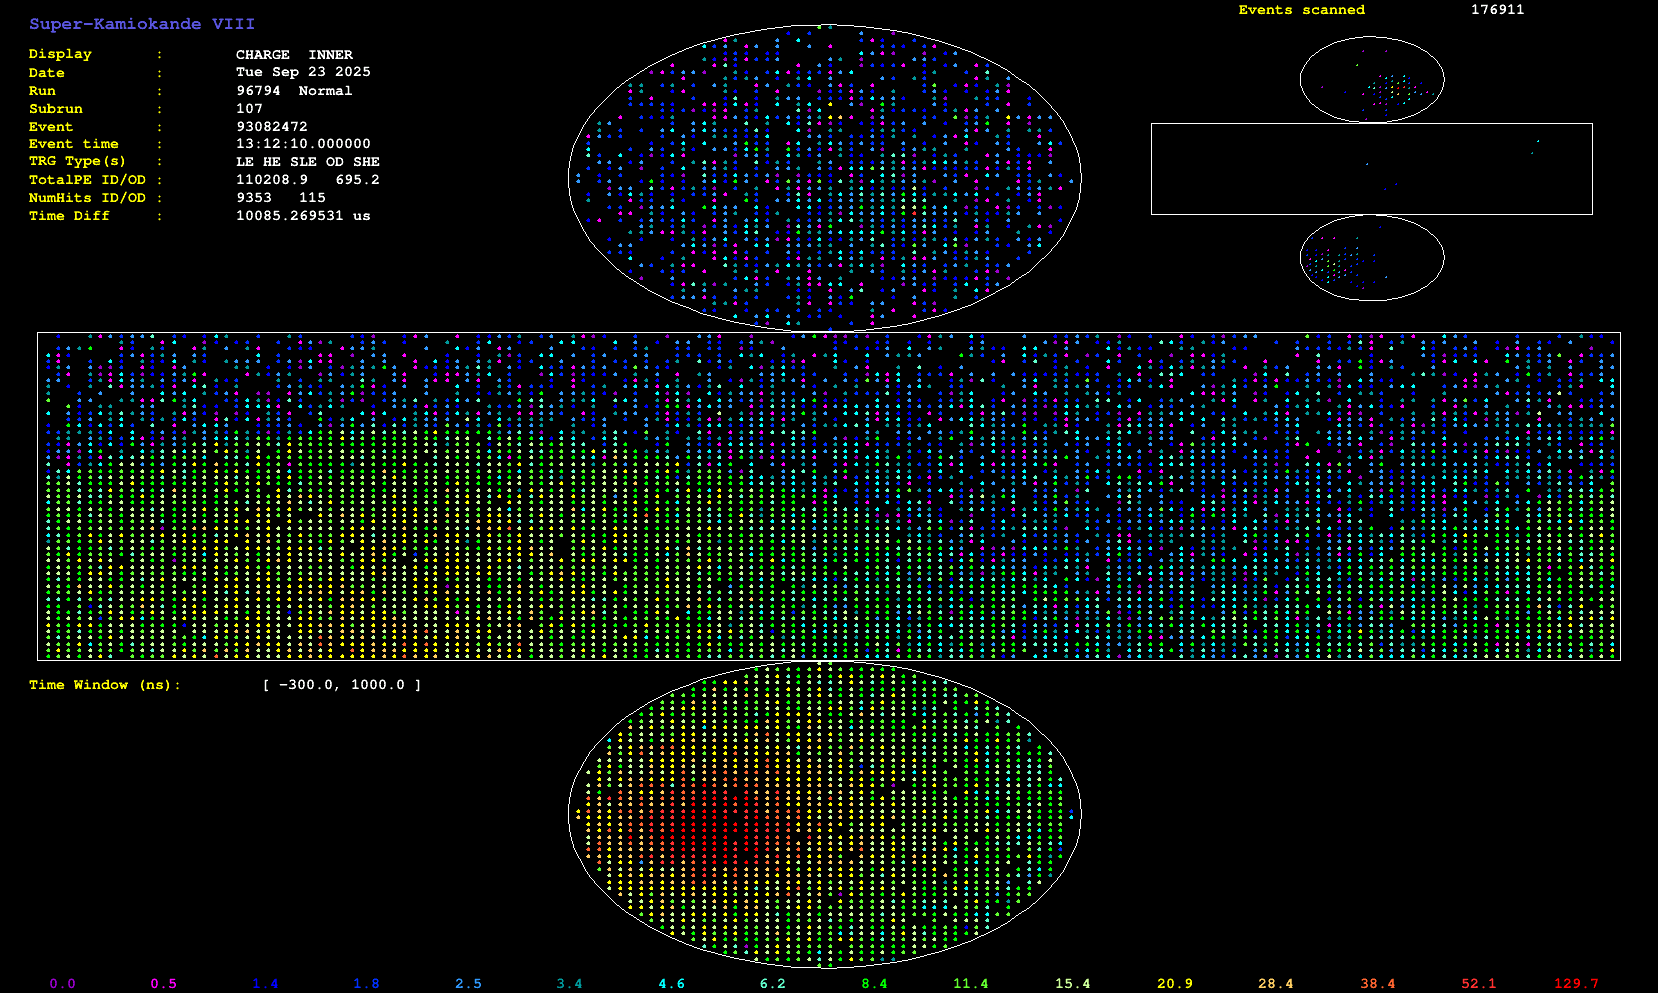 Super-Kamiokande VIII
Display : CHARGE INNER
Date : Tue Sep 23 2025
Run : 96794 Normal
Subrun : 107
Event : 93082472
Event time : 13:12:10.000000
TRG Type(s) : LE HE SLE OD SHE
TotalPE ID/OD : 110208.9 695.2
NumHits ID/OD : 9353 115
Time Diff : 10085.269531 us
Events scanned 176911
Time Window (ns): [ -300.0, 1000.0 ]
0.0 0.5 1.4 1.8 2.5 3.4 4.6 6.2 8.4 11.4 15.4 20.9 28.4 38.4 52.1 129.7